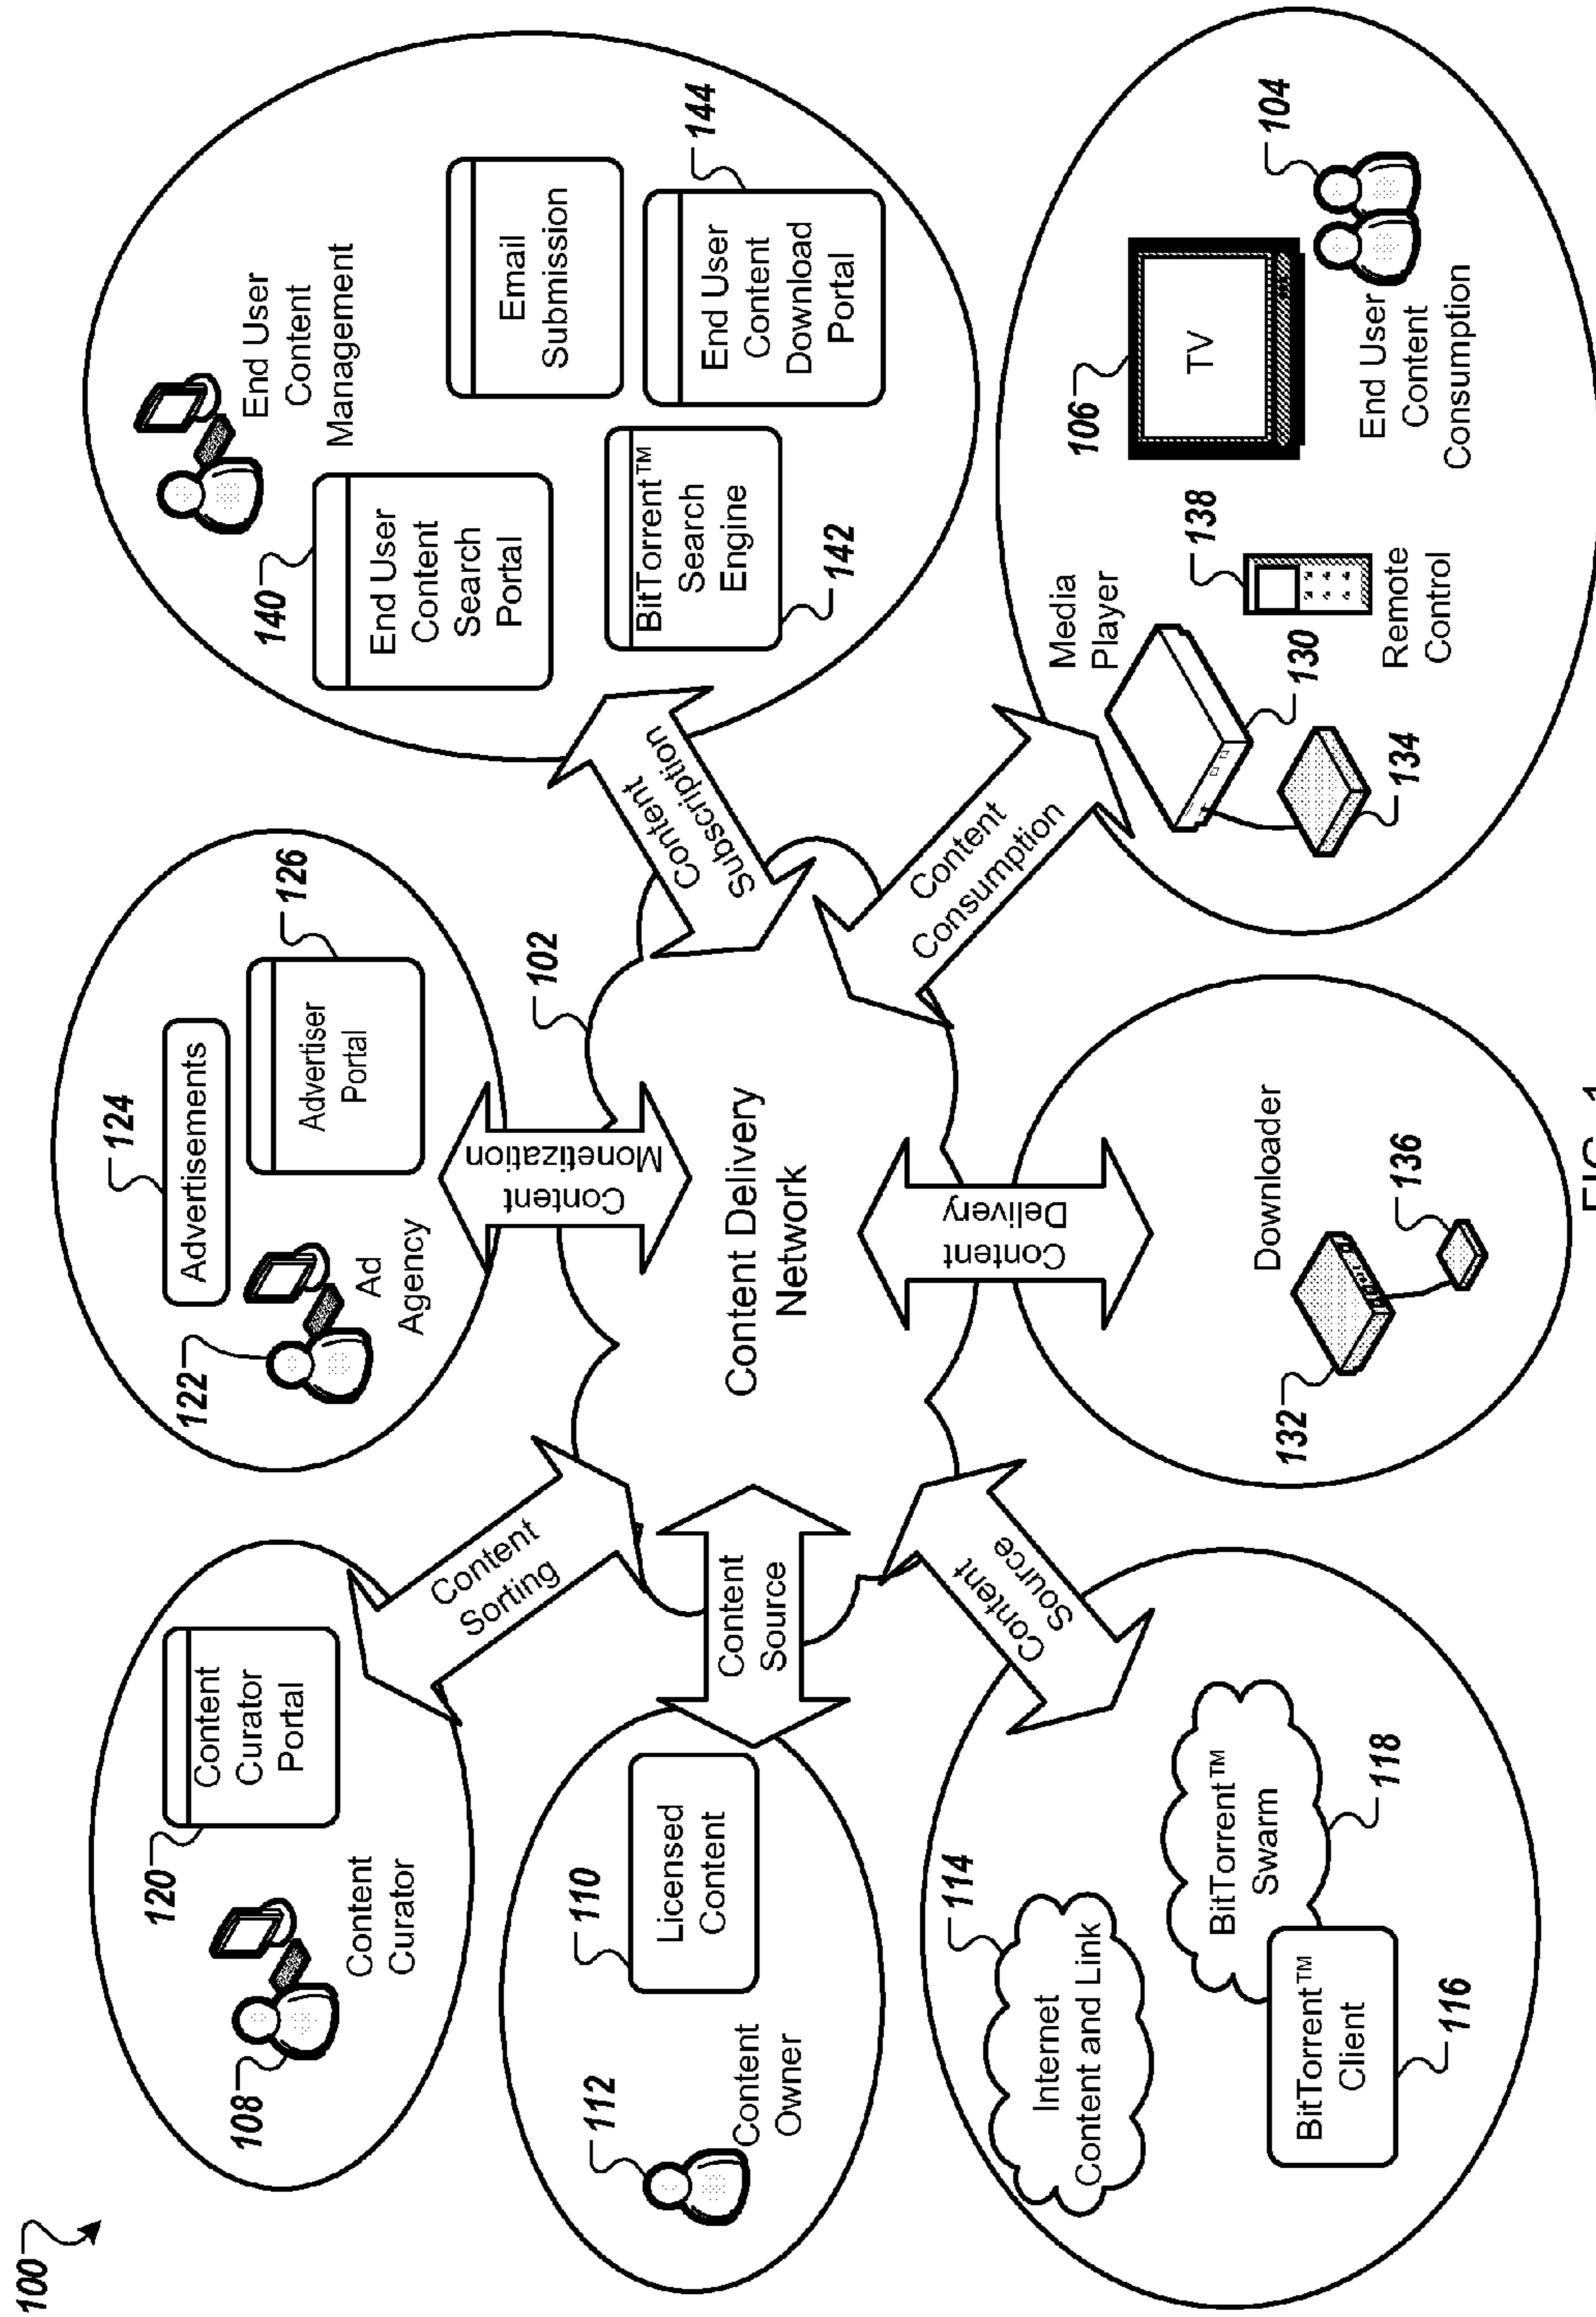 100
108
Content
Curator
120
Content
Curator
Portal
Content
Sorting
122
Ad
Agency
124
Advertisements
Advertiser
Portal
126
Content
Monetization
End User
Content
Management
140
End User
Content
Search
Portal
Email
Submission
BitTorrent™
Search
Engine
142
End User
Content
Download
Portal
144
Content
Subscription
112
Content
Owner
110
Licensed
Content
Content
Source
Content Delivery
Network
102
114
Internet
Content and Link
BitTorrent™
Swarm
118
BitTorrent™
Client
116
Content
Source
Content
Delivery
Downloader
132
136
Content
Consumption
Media
Player
130
134
138
Remote
Control
106
TV
104
End User
Content
Consumption
FIG. 1